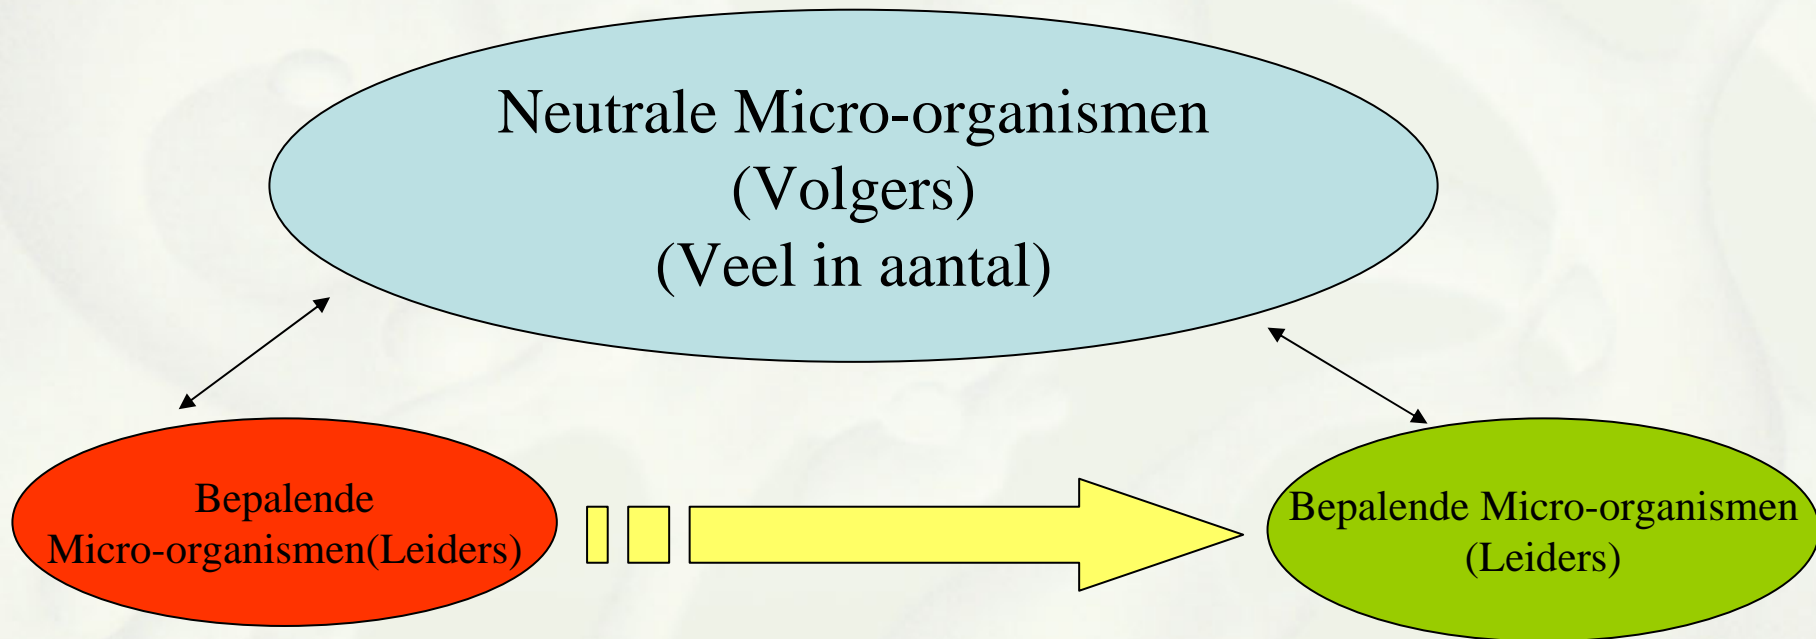 Neutrale Micro-organismen
(Volgers)
(Veel in aantal)
Bepalende
Micro-organismen(Leiders)
Bepalende Micro-organismen
(Leiders)